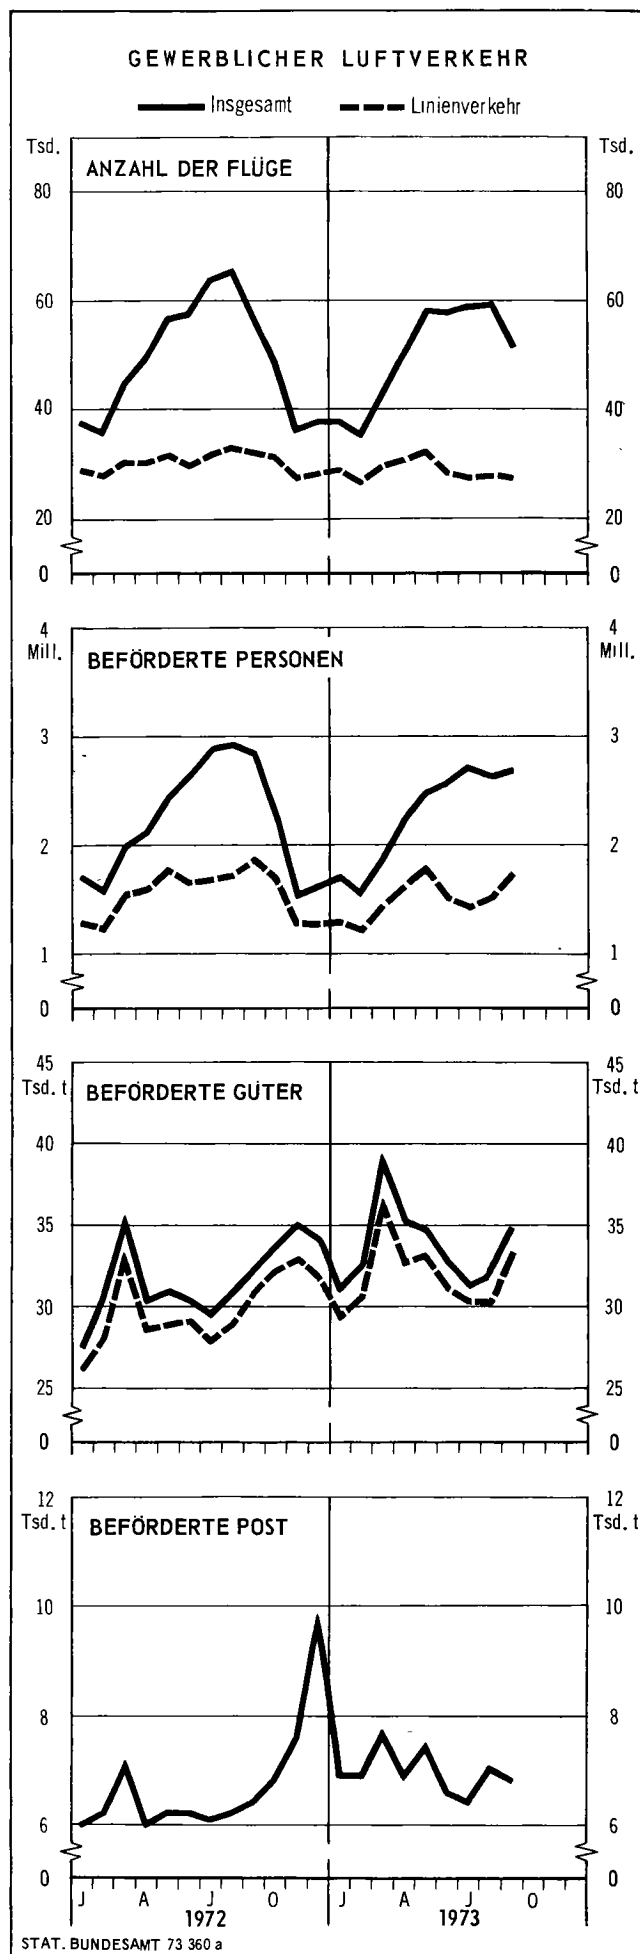 GEWERBLICHER LUFTVERKEHR
Insgesamt Linienverkehr
Tsd. Tsd.
ANZAHL DER FLÜGE
80 80
60 60
40 40
20 20
0 0
4 4
Mill. Mill.
BEFÖRDERTE PERSONEN
3 3
2 2
1 1
0 0
45 45
Tsd. t Tsd. t
BEFÖRDERTE GÜTER
40 40
35 35
30 30
25 25
0 0
12 12
Tsd. t Tsd. t
BEFÖRDERTE POST
10 10
8 8
6 6
0 0
J A J O J A J O
1972 1973
STAT. BUNDESAMT 73 360 a